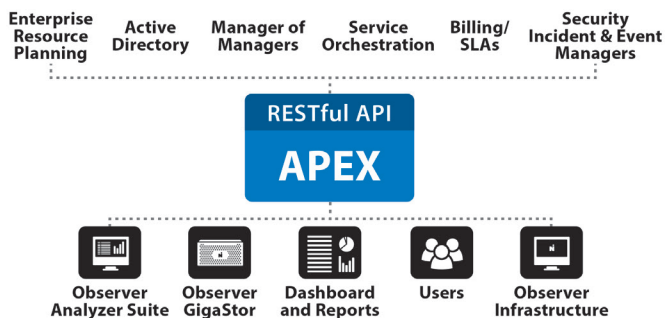 Enterprise
Resource
Planning
Active
Directory
Manager of
Managers
Service
Orchestration
Billing/
SLAs
Security
Incident & Event
Managers
RESTful API
APEX
Observer
Analyzer Suite
Observer
GigaStor
Dashboard
and Reports
Users
Observer
Infrastructure